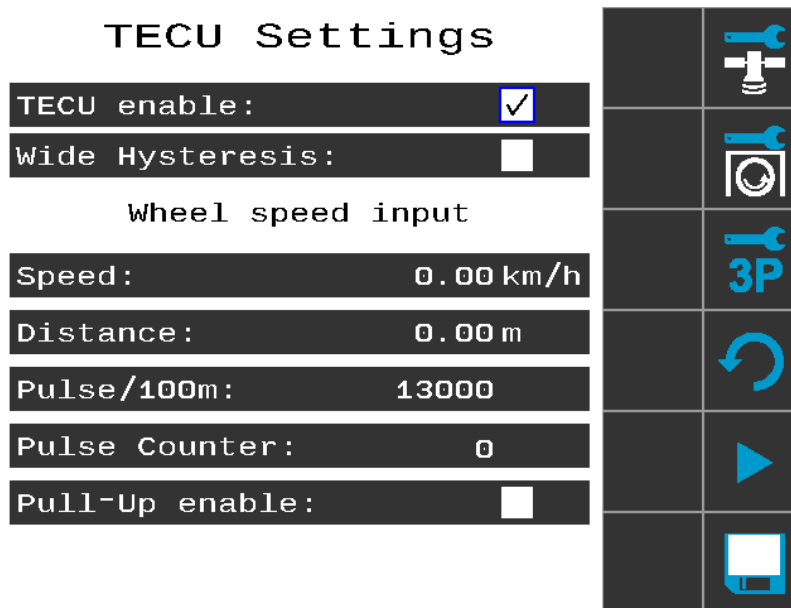 TECU Settings
TECU enable:
Wide Hysteresis:
Wheel speed input
Speed: 0.00 km/h
Distance: 0.00 m
Pulse/100m: 13000
Pulse Counter: 0
Pull-Up enable:
3P